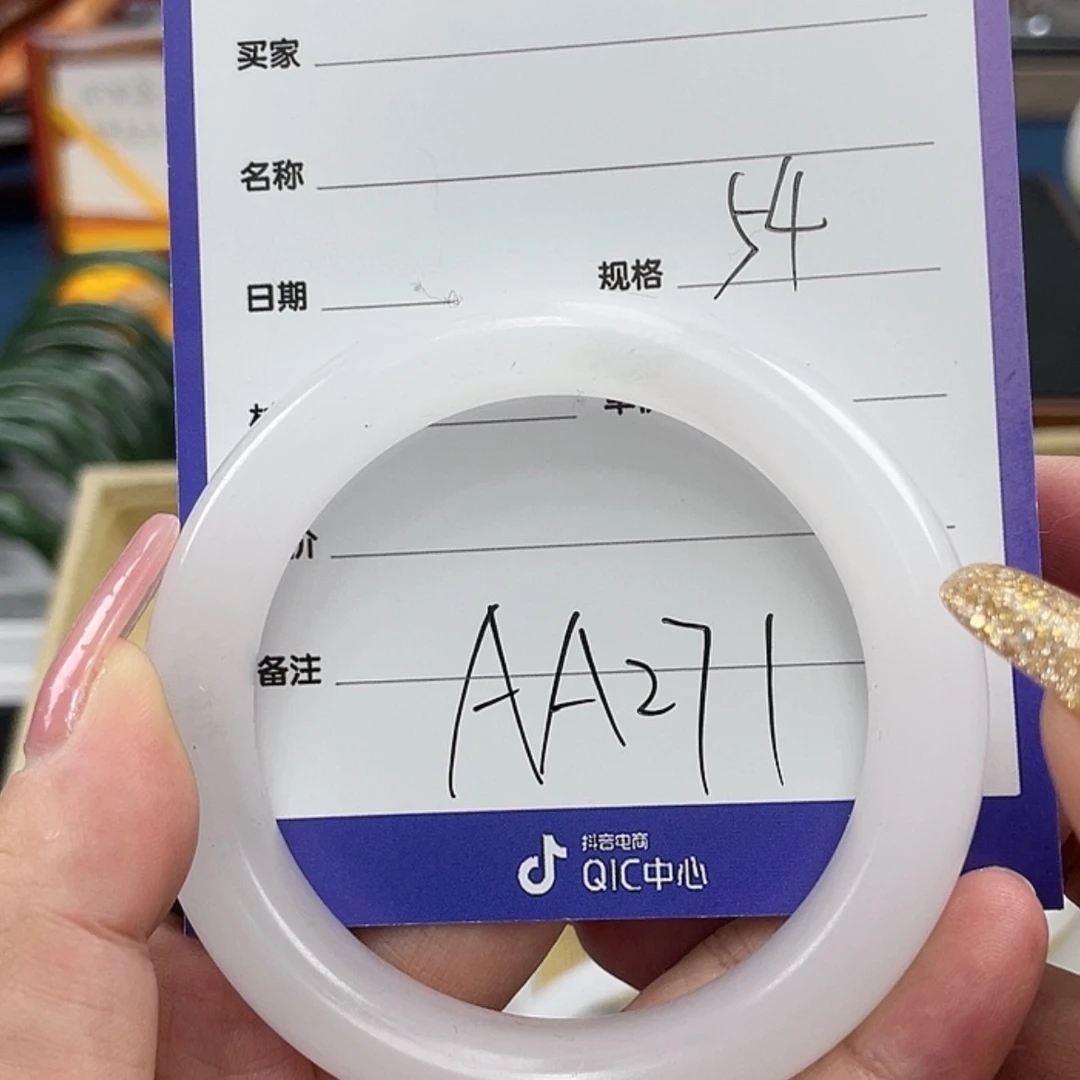 买家
名称
日期 规格 54
价
备注 AA271
抖音电商
QIC中心